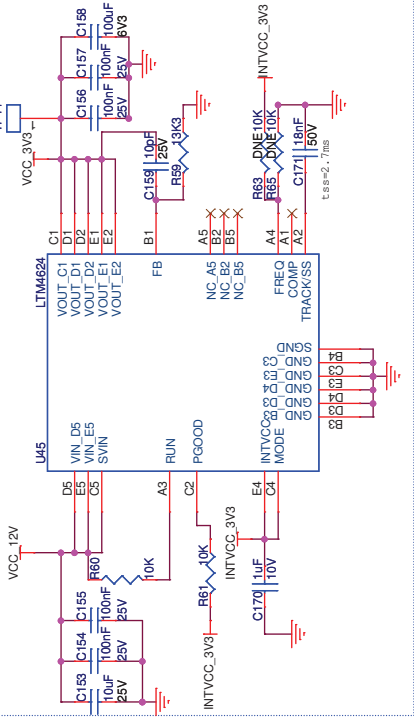 C158
100uF
6V3
C157
100nF
25V
C156
100nF
25V
VCC_3V3
C159
10pF
25V
R59
13K3
INTVCC_3V3
R63
DNE
10K
R65
DNE
10K
C171
18nF
50V
tss=2.7ms
C1
D1
D2
E1
E2
B1
A5
B2
B5
A4
A1
A2
LTM4624
VOUT_C1
VOUT_D1
VOUT_D2
VOUT_E1
VOUT_E2
FB
NC_A5
NC_B2
NC_B5
FREQ
COMP
TRACK/SS
SGND
GND_C3
GND_E3
GND_D4
GND_D3
GND_B3
B4
C3
E3
D4
D3
B3
U45
VIN_D5
VIN_E5
SVIN
RUN
PGOOD
INTVCC
MODE
D5
E5
C5
A3
C2
E4
C4
VCC_12V
R60
10K
R61
10K
INTVCC_3V3
INTVCC_3V3
C170
1uF
10V
C155
100nF
25V
C154
100nF
25V
C153
10uF
25V